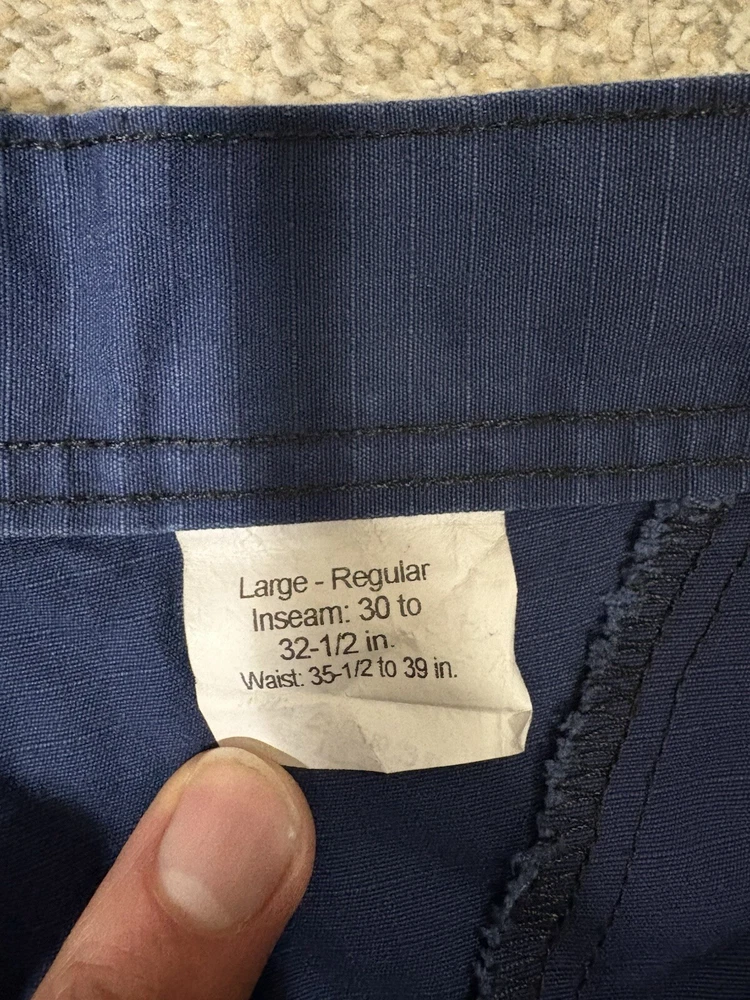 Large - Regular
Inseam: 30 to
32-1/2 in.
Waist: 35-1/2 to 39 in.